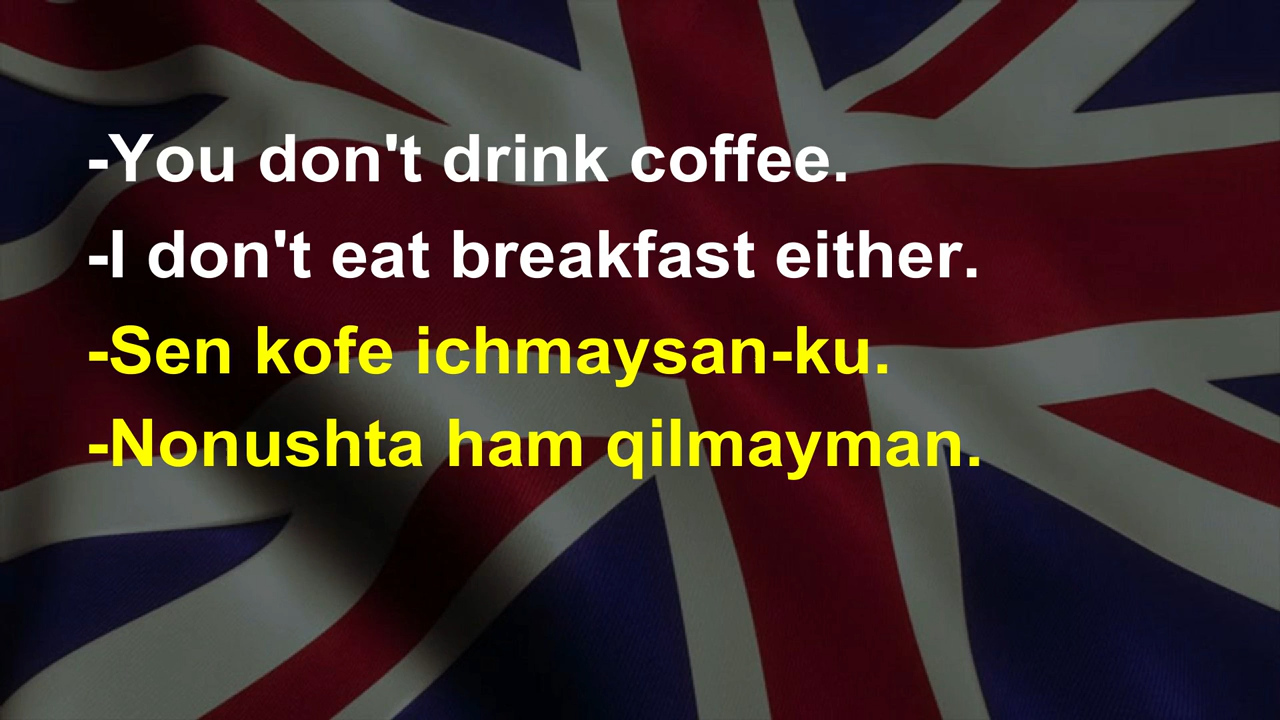 -You don't drink coffee.
-I don't eat breakfast either.
-Sen kofe ichmaysan-ku.
-Nonushta ham qilmayman.